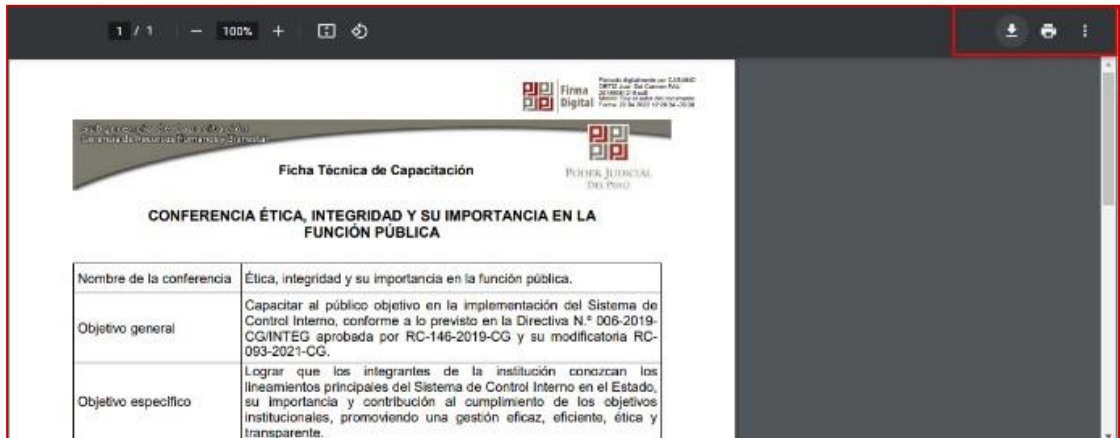 1 / 1 — 100% +
Firma
Digital
Gerencia de Recursos Humanos y Bienestar
Ficha Técnica de Capacitación
PODER JUDICIAL
DEL PERÚ
CONFERENCIA ÉTICA, INTEGRIDAD Y SU IMPORTANCIA EN LA
FUNCIÓN PÚBLICA
Nombre de la conferencia
Ética, integridad y su importancia en la función pública.
Objetivo general
Capacitar al público objetivo en la implementación del Sistema de
Control Interno, conforme a lo previsto en la Directiva N.° 006-2019-
CG/INTEG aprobada por RC-146-2019-CG y su modificatoria RC-
093-2021-CG.
Objetivo específico
Lograr que los integrantes de la institución conozcan los
lineamientos principales del Sistema de Control Interno en el Estado,
su importancia y contribución al cumplimiento de los objetivos
institucionales, promoviendo una gestión eficaz, eficiente, ética y
transparente.